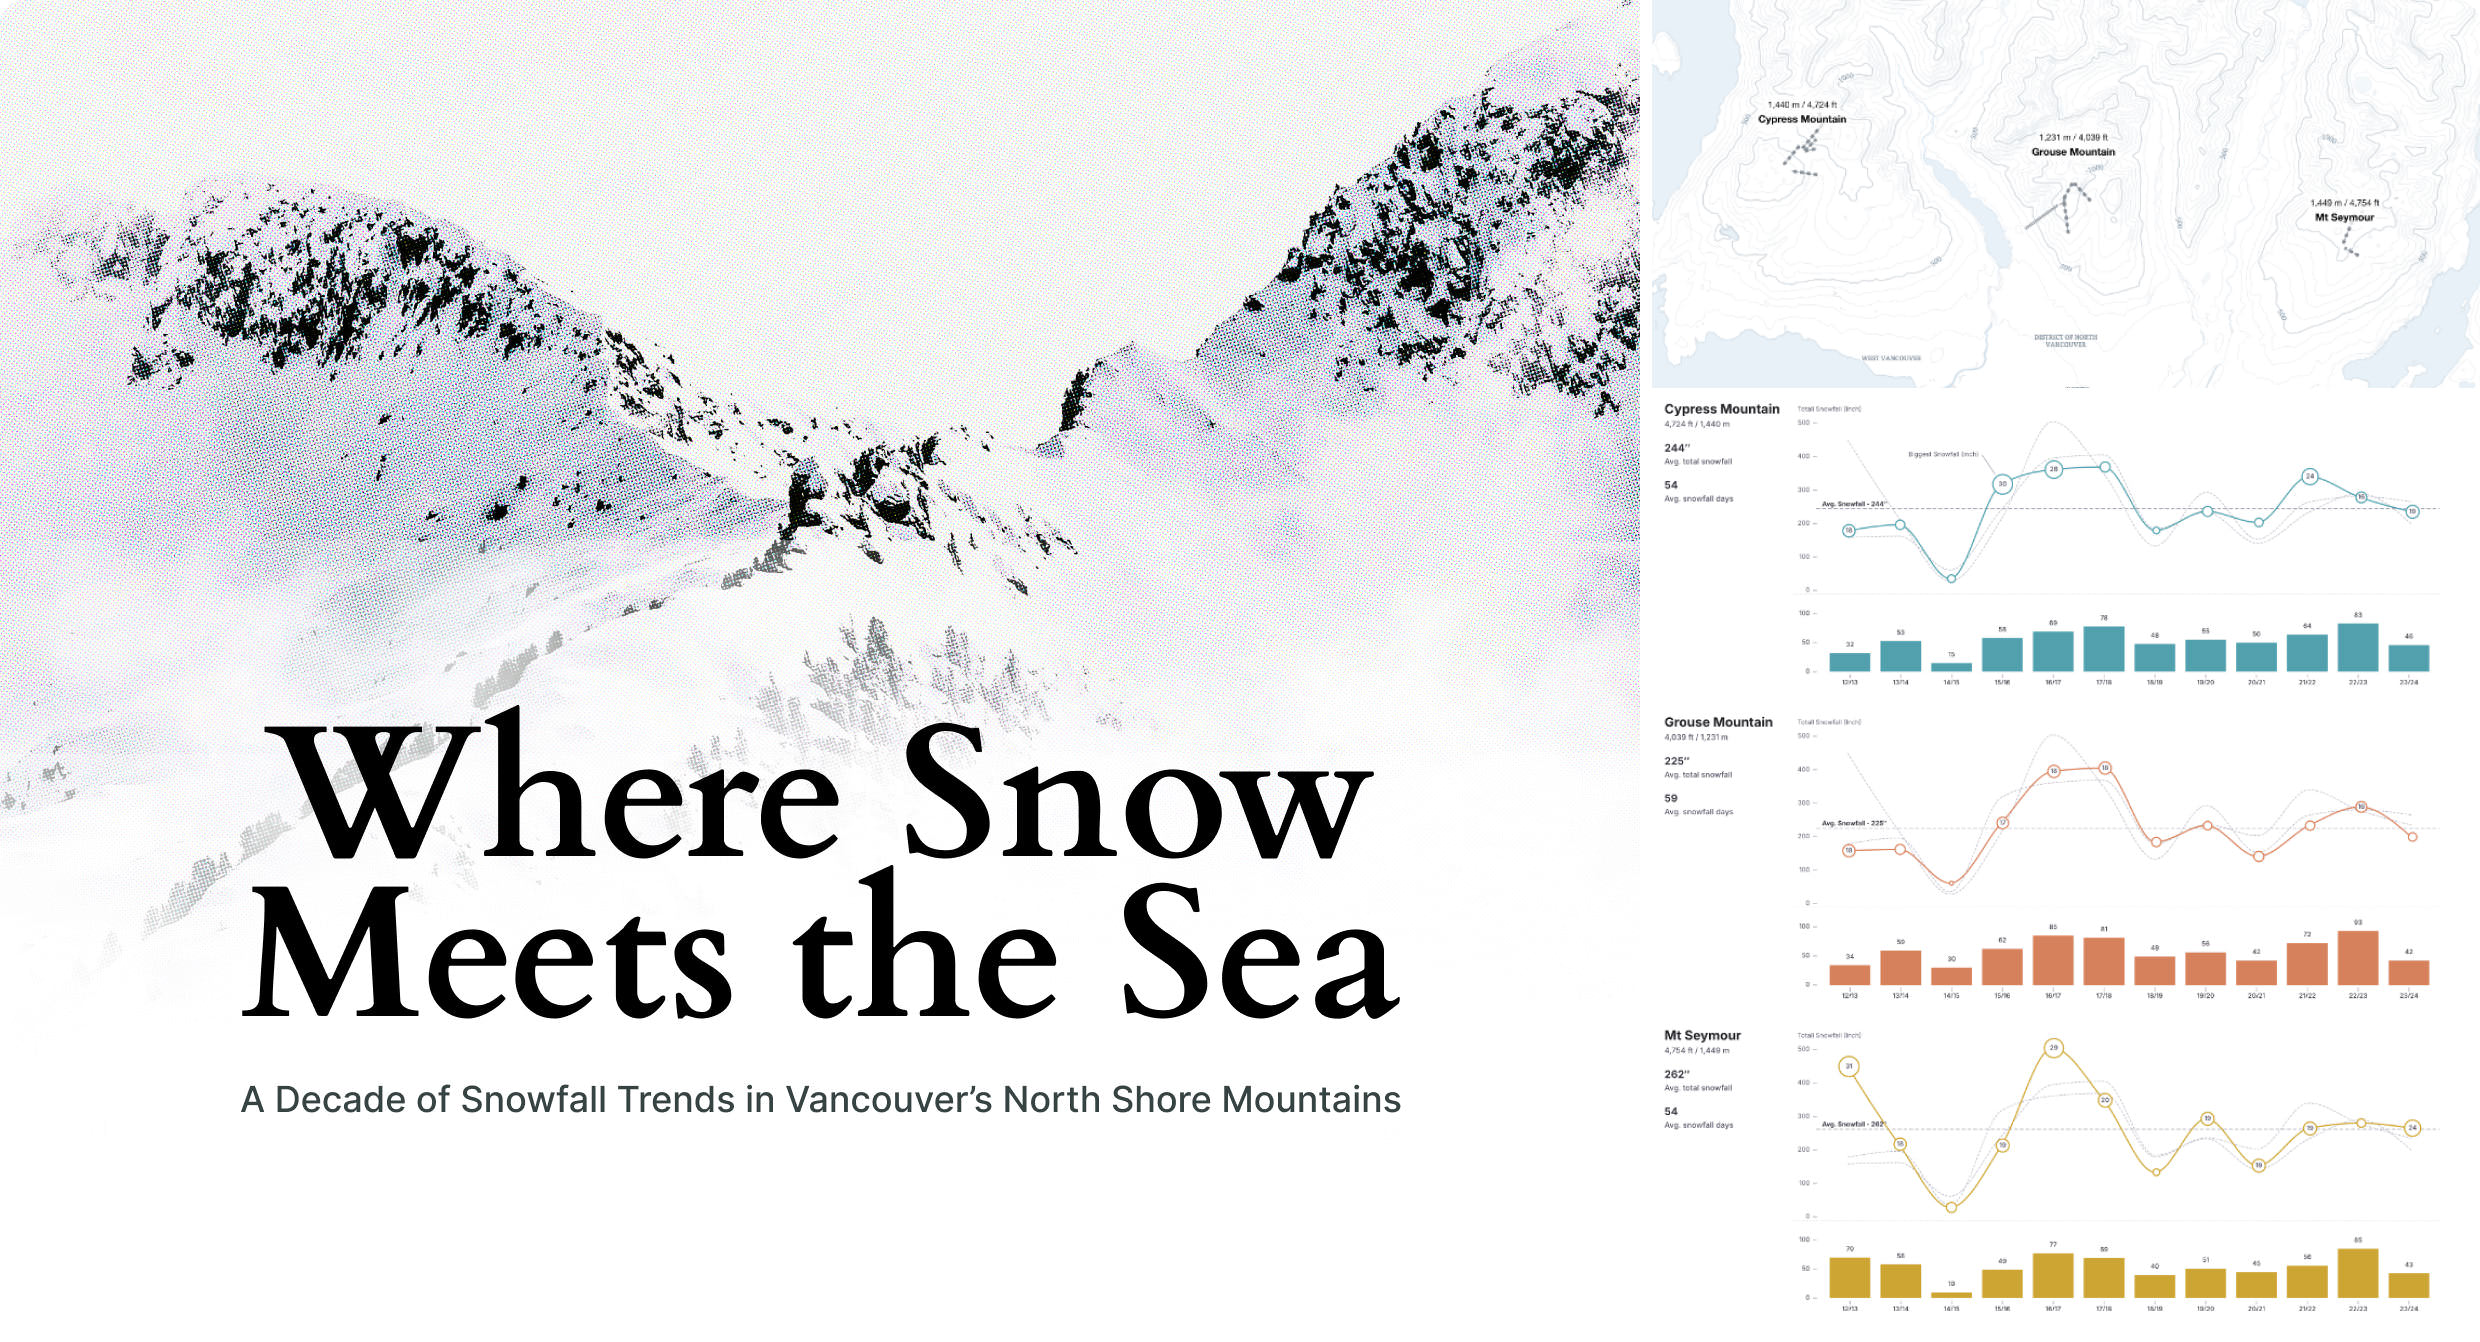 Where Snow
Meets the Sea
A Decade of Snowfall Trends in Vancouver’s North Shore Mountains
1,440 m / 4,724 ft
Cypress Mountain
1,231 m / 4,039 ft
Grouse Mountain
1,449 m / 4,754 ft
Mt Seymour
1000
1000
1000
500
500
500
WEST VANCOUVER
DISTRICT OF NORTH
VANCOUVER
Cypress Mountain
4,724 ft / 1,440 m
244”
Avg. total snowfall
54
Avg. snowfall days
Totall Snowfall (Inch)
500
400
300
200
100
0
Biggest Snowfall (Inch)
Avg. Snowfall - 244”
18
30
28
24
16
19
100
50
0
32 53 15 58 69 78 48 55 50 64 83 46
12/13 13/14 14/15 15/16 16/17 17/18 18/19 19/20 20/21 21/22 22/23 23/24
Grouse Mountain
4,039 ft / 1,231 m
225”
Avg. total snowfall
59
Avg. snowfall days
Totall Snowfall (Inch)
500
400
300
200
100
0
Avg. Snowfall - 225”
18
17
18
19
19
100
50
0
34 59 30 62 85 81 49 56 42 72 93 42
12/13 13/14 14/15 15/16 16/17 17/18 18/19 19/20 20/21 21/22 22/23 23/24
Mt Seymour
4,754 ft / 1,449 m
262”
Avg. total snowfall
54
Avg. snowfall days
Totall Snowfall (Inch)
500
400
300
200
100
0
Avg. Snowfall - 262”
31
18
19
29
20
19
19
19
24
100
50
0
70 58 10 49 77 69 40 51 45 56 85 43
12/13 13/14 14/15 15/16 16/17 17/18 18/19 19/20 20/21 21/22 22/23 23/24